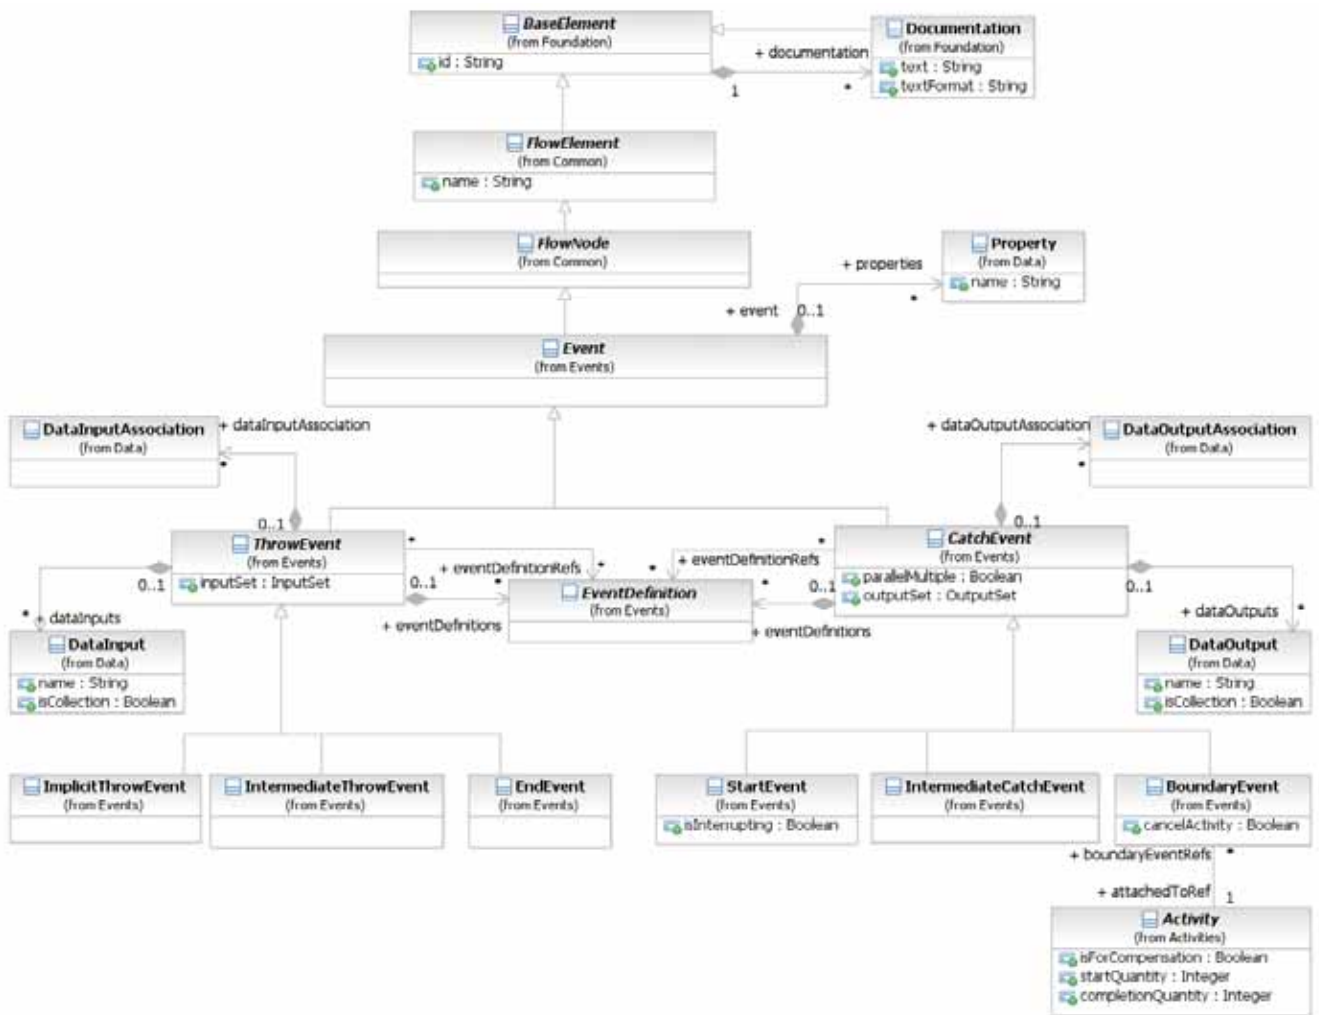 BaseElement
(from Foundation)
id : String
Documentation
(from Foundation)
text : String
textFormat : String
+ documentation
1
*
FlowElement
(from Common)
name : String
FlowNode
(from Common)
Property
(from Data)
name : String
+ properties
*
+ event
0..1
Event
(from Events)
DataInputAssociation
(from Data)
+ dataInputAssociation
*
0..1
+ dataOutputAssociation
*
0..1
DataOutputAssociation
(from Data)
ThrowEvent
(from Events)
inputSet : InputSet
*
+ eventDefinitionRefs
*
0..1
*
+ eventDefinitions
EventDefinition
(from Events)
*
+ eventDefinitionRefs
*
0..1
*
+ eventDefinitions
CatchEvent
(from Events)
parallelMultiple : Boolean
outputSet : OutputSet
0..1
* + dataInputs
DataInput
(from Data)
name : String
isCollection : Boolean
0..1
+ dataOutputs
*
DataOutput
(from Data)
name : String
isCollection : Boolean
ImplicitThrowEvent
(from Events)
IntermediateThrowEvent
(from Events)
EndEvent
(from Events)
StartEvent
(from Events)
isInterrupting : Boolean
IntermediateCatchEvent
(from Events)
BoundaryEvent
(from Events)
cancelActivity : Boolean
+ boundaryEventRefs
*
+ attachedToRef
1
Activity
(from Activities)
isForCompensation : Boolean
startQuantity : Integer
completionQuantity : Integer